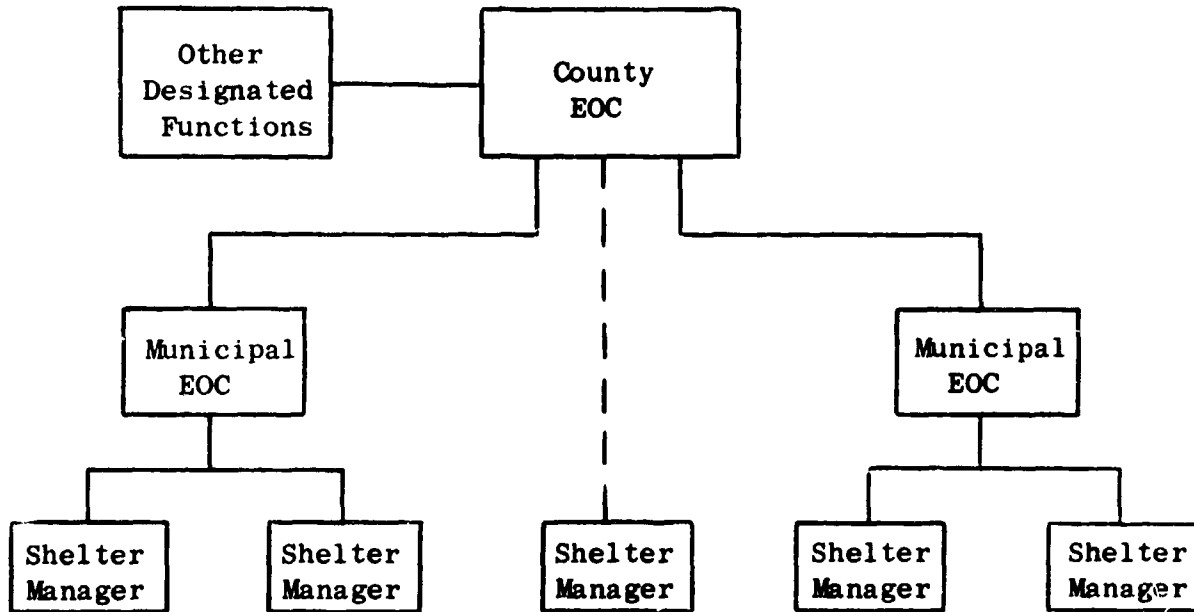 Other
Designated
Functions
County
EOC
Municipal
EOC
Municipal
EOC
Shelter
Manager
Shelter
Manager
Shelter
Manager
Shelter
Manager
Shelter
Manager